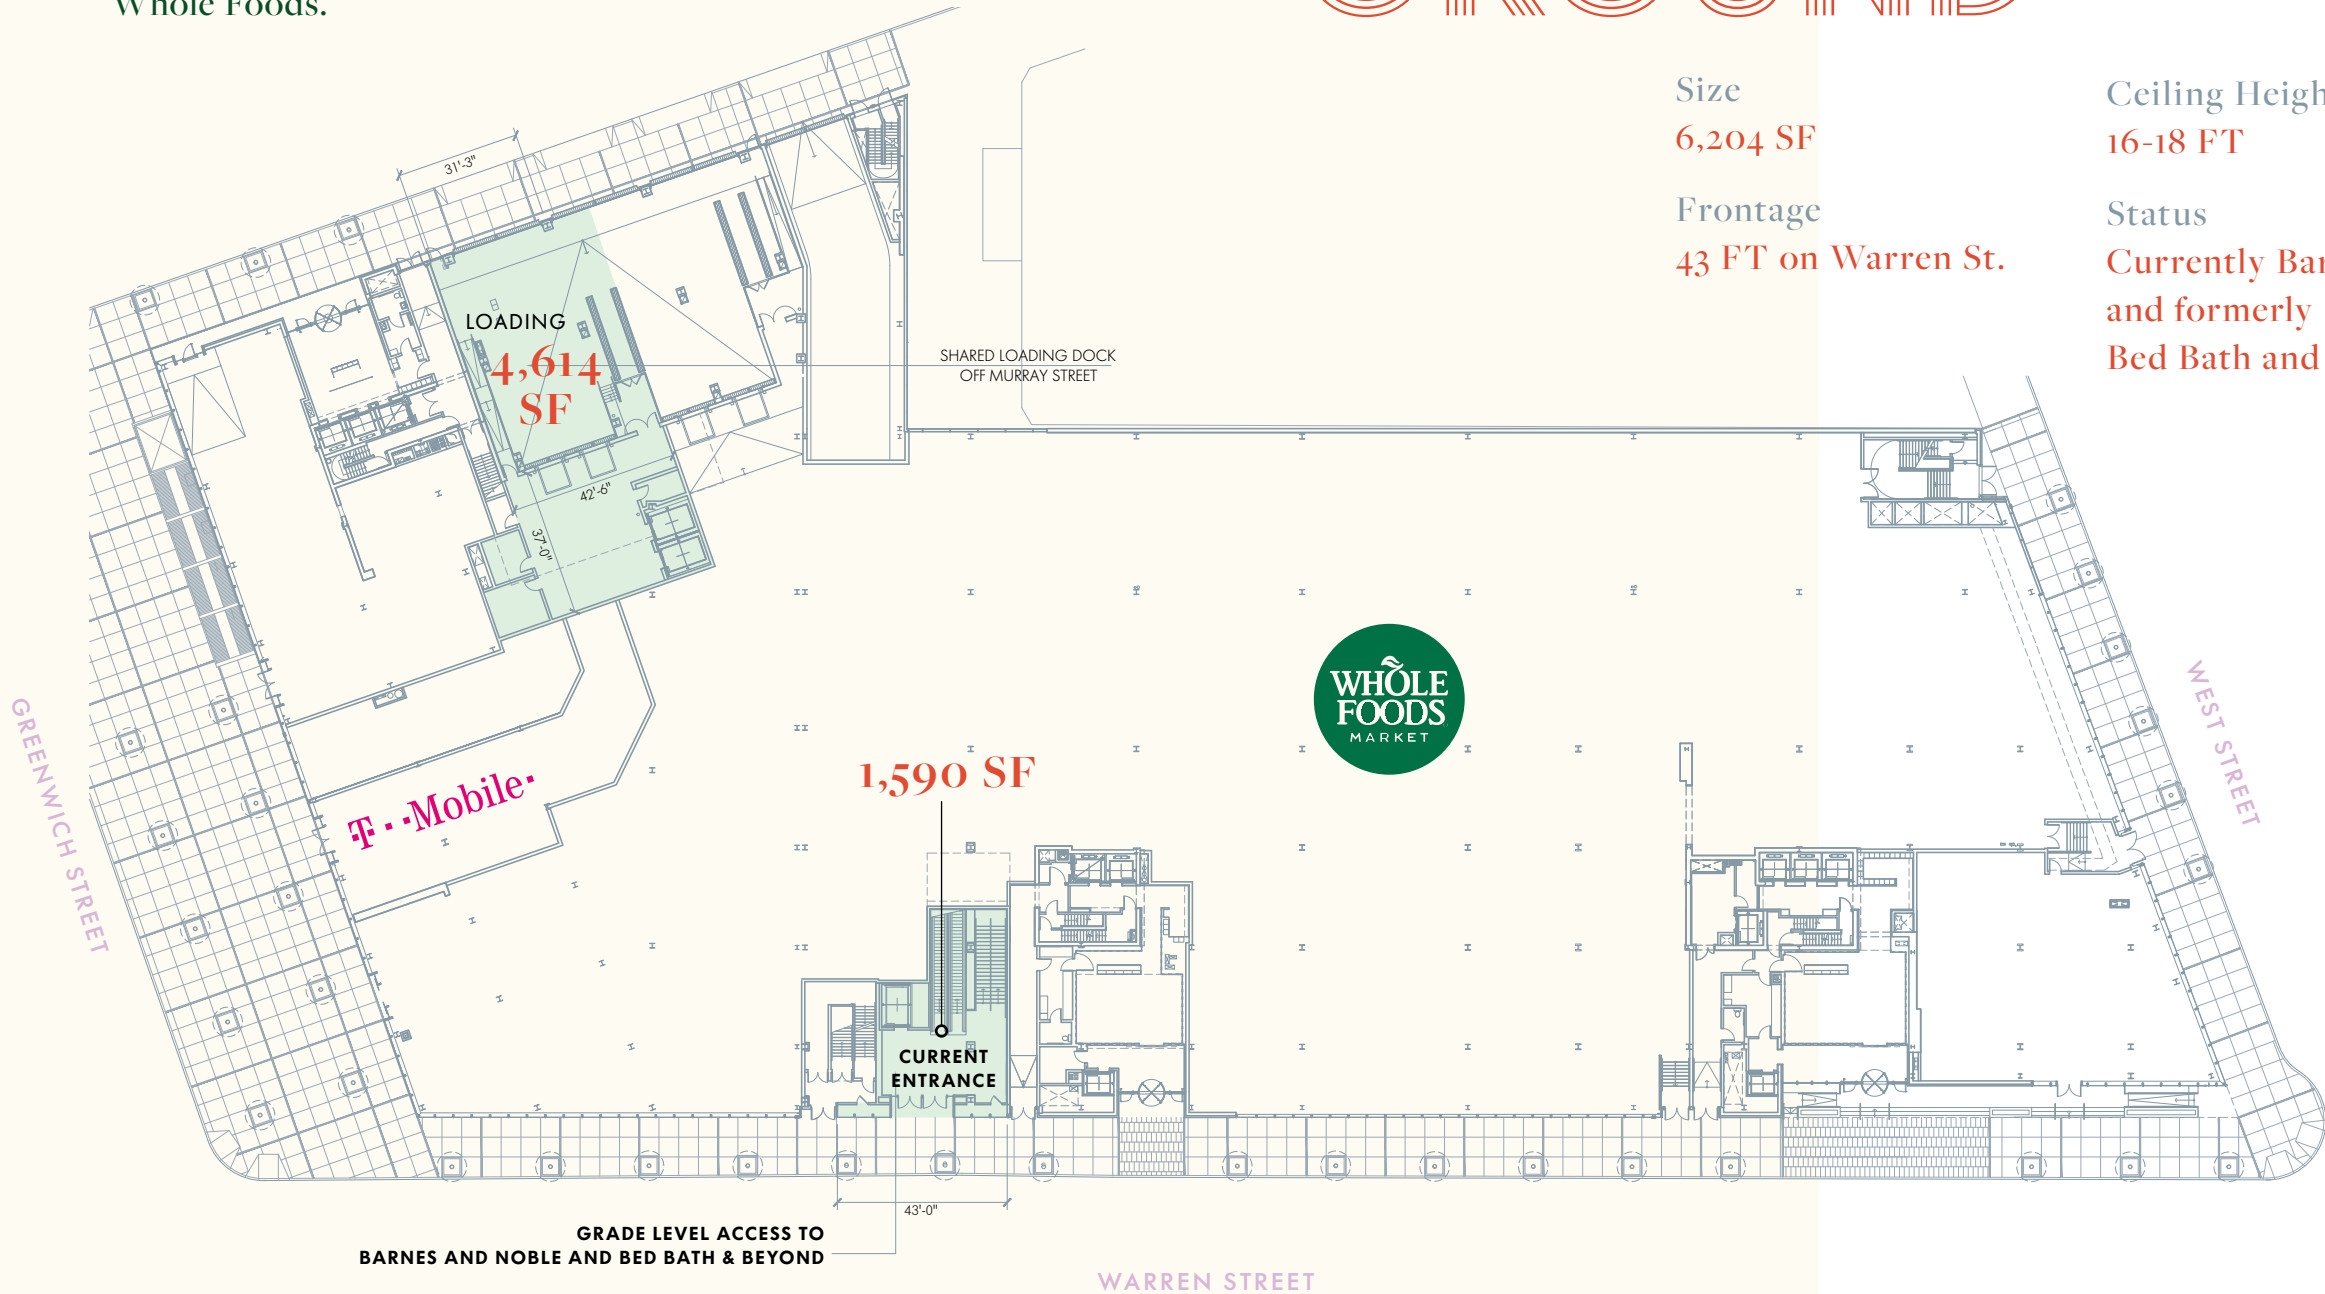 Whole Foods.
GROUND
Size
6,204 SF
Frontage
43 FT on Warren St.
Ceiling Heigh
16-18 FT
Status
Currently Bar
and formerly
Bed Bath and
31'-3"
LOADING
4,614
SF
SHARED LOADING DOCK
OFF MURRAY STREET
42'-6"
37'-0"
WHOLE
FOODS
MARKET
GREENWICH STREET
WEST STREET
T··Mobile·
1,590 SF
CURRENT
ENTRANCE
43'-0"
GRADE LEVEL ACCESS TO
BARNES AND NOBLE AND BED BATH & BEYOND
WARREN STREET